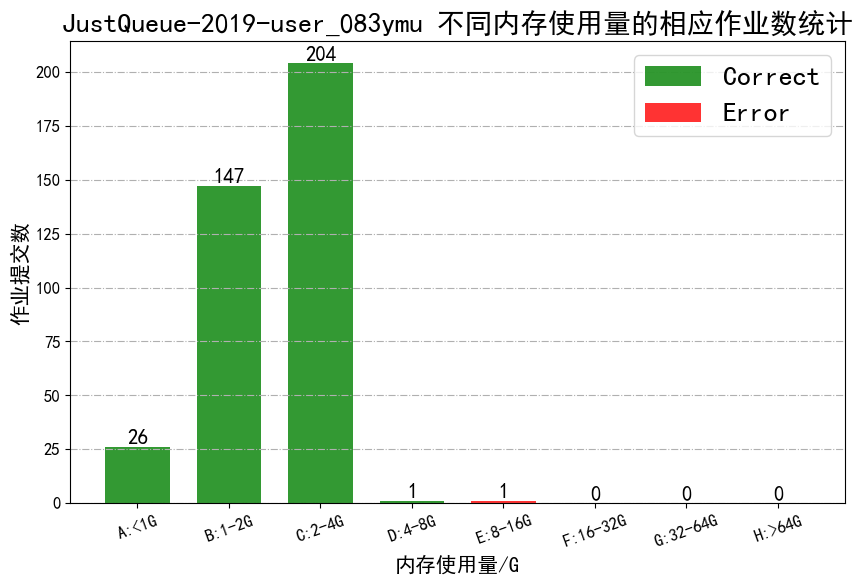 JustQueue-2019-user_083ymu 不同内存使用量的相应作业数统计
Correct
Error
作业提交数
200
175
150
125
100
75
50
25
0
26
147
204
1
1
0
0
0
A:<1G
B:1-2G
C:2-4G
D:4-8G
E:8-16G
F:16-32G
G:32-64G
H:>64G
内存使用量/G